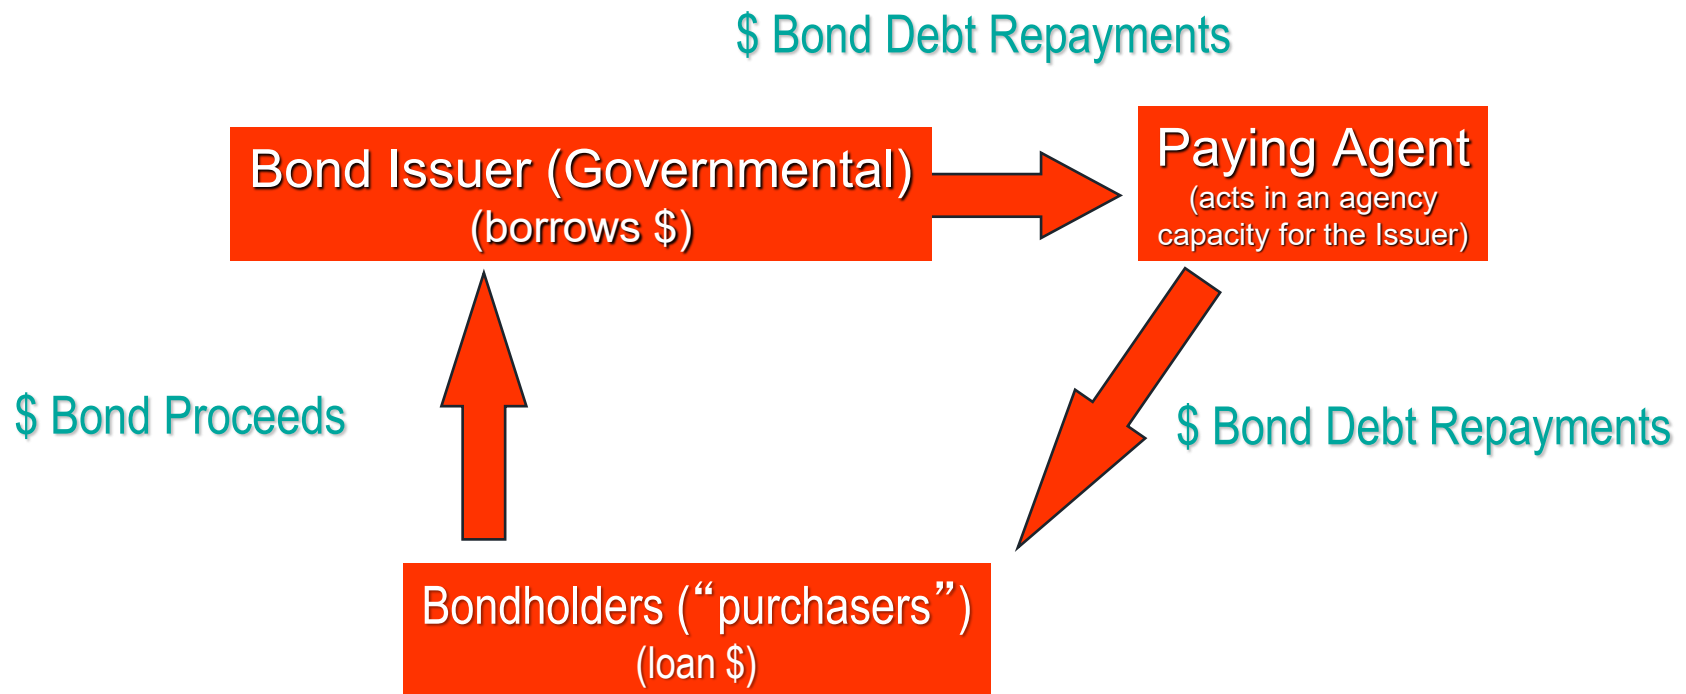 $ Bond Debt Repayments
Bond Issuer (Governmental)
(borrows $)
Paying Agent
(acts in an agency
capacity for the Issuer)
$ Bond Proceeds
$ Bond Debt Repayments
Bondholders (“purchasers”)
(loan $)